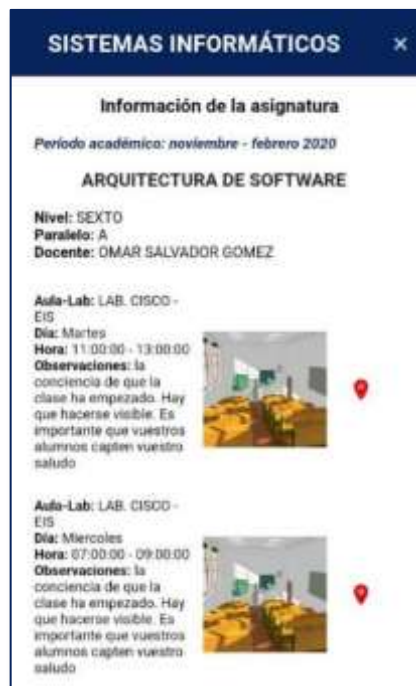 SISTEMAS INFORMÁTICOS ×
Información de la asignatura
Período académico: noviembre - febrero 2020
ARQUITECTURA DE SOFTWARE
Nivel: SEXTO
Paralelo: A
Docente: OMAR SALVADOR GOMEZ
Aula-Lab: LAB. CISCO -
EIS
Día: Martes
Hora: 11:00:00 - 13:00:00
Observaciones: la
conciencia de que la
clase ha empezado. Hay
que hacerse visible. Es
importante que vuestros
alumnos capten vuestro
saludo
Aula-Lab: LAB. CISCO -
EIS
Día: Miercoles
Hora: 07:00:00 - 09:00:00
Observaciones: la
conciencia de que la
clase ha empezado. Hay
que hacerse visible. Es
importante que vuestros
alumnos capten vuestro
saludo